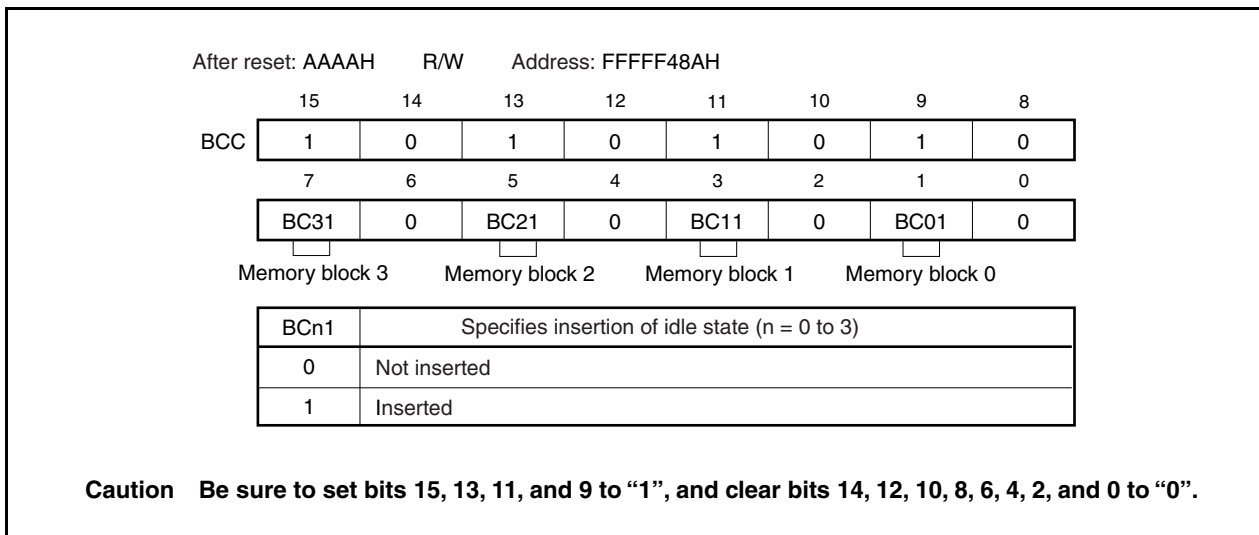 After reset: AAAAH R/W Address: FFFFF48AH
15 14 13 12 11 10 9 8
BCC 1 0 1 0 1 0 1 0
7 6 5 4 3 2 1 0
BC31 0 BC21 0 BC11 0 BC01 0
Memory block 3 Memory block 2 Memory block 1 Memory block 0
BCn1 Specifies insertion of idle state (n = 0 to 3)
0 Not inserted
1 Inserted
Caution Be sure to set bits 15, 13, 11, and 9 to “1”, and clear bits 14, 12, 10, 8, 6, 4, 2, and 0 to “0”.